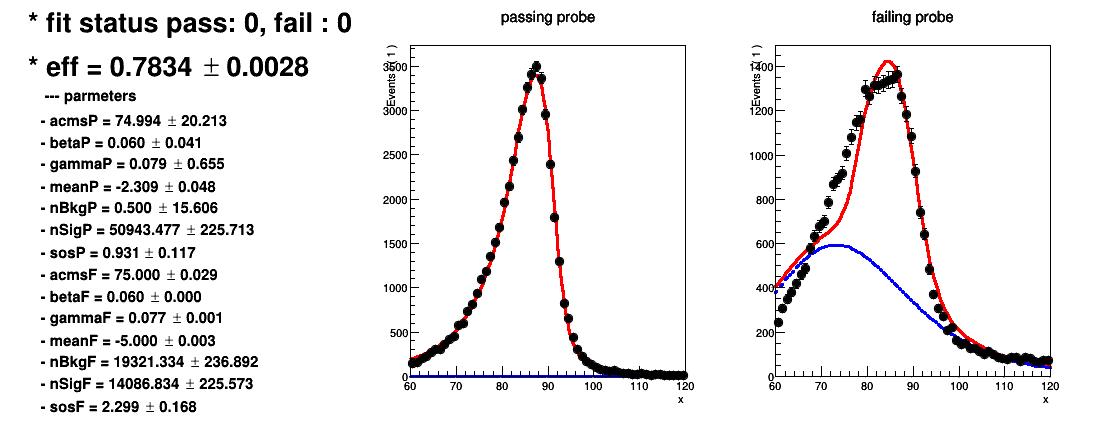 * fit status pass: 0, fail : 0
* eff = 0.7834 ± 0.0028
--- parmeters
- acmsP = 74.994 ± 20.213
- betaP = 0.060 ± 0.041
- gammaP = 0.079 ± 0.655
- meanP = -2.309 ± 0.048
- nBkgP = 0.500 ± 15.606
- nSigP = 50943.477 ± 225.713
- sosP = 0.931 ± 0.117
- acmsF = 75.000 ± 0.029
- betaF = 0.060 ± 0.000
- gammaF = 0.077 ± 0.001
- meanF = -5.000 ± 0.003
- nBkgF = 19321.334 ± 236.892
- nSigF = 14086.834 ± 225.573
- sosF = 2.299 ± 0.168
passing probe
Events / ( 1 )
3500
3000
2500
2000
1500
1000
500
0
60 70 80 90 100 110 120
x
failing probe
Events / ( 1 )
1400
1200
1000
800
600
400
200
0
60 70 80 90 100 110 120
x